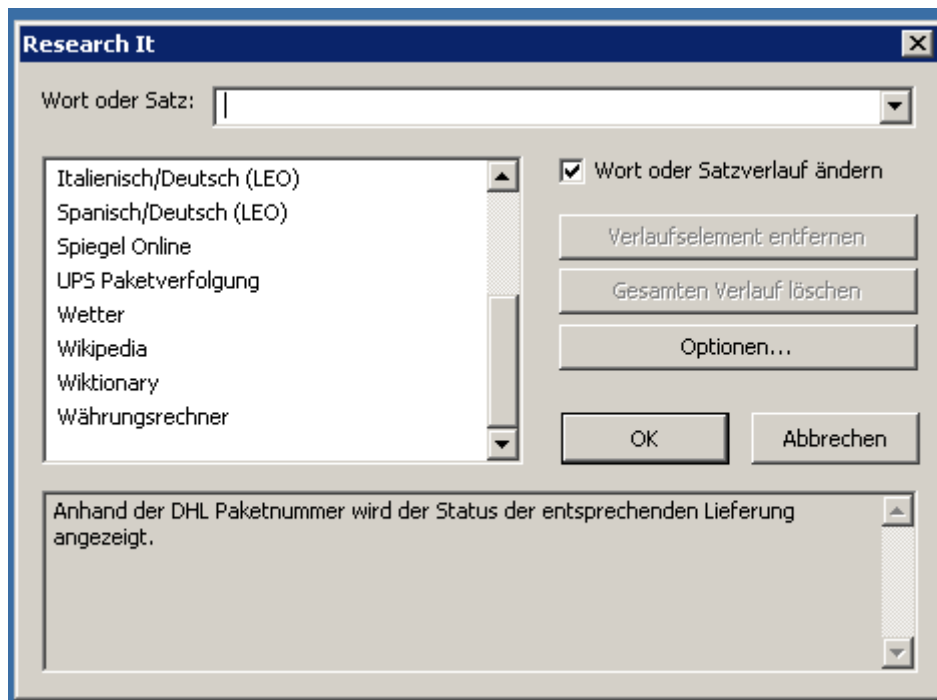 Research It
Wort oder Satz:
Italienisch/Deutsch (LEO)
Spanisch/Deutsch (LEO)
Spiegel Online
UPS Paketverfolgung
Wetter
Wikipedia
Wiktionary
Währungsrechner
Wort oder Satzverlauf ändern
Verlaufselement entfernen
Gesamten Verlauf löschen
Optionen...
OK
Abbrechen
Anhand der DHL Paketnummer wird der Status der entsprechenden Lieferung
angezeigt.